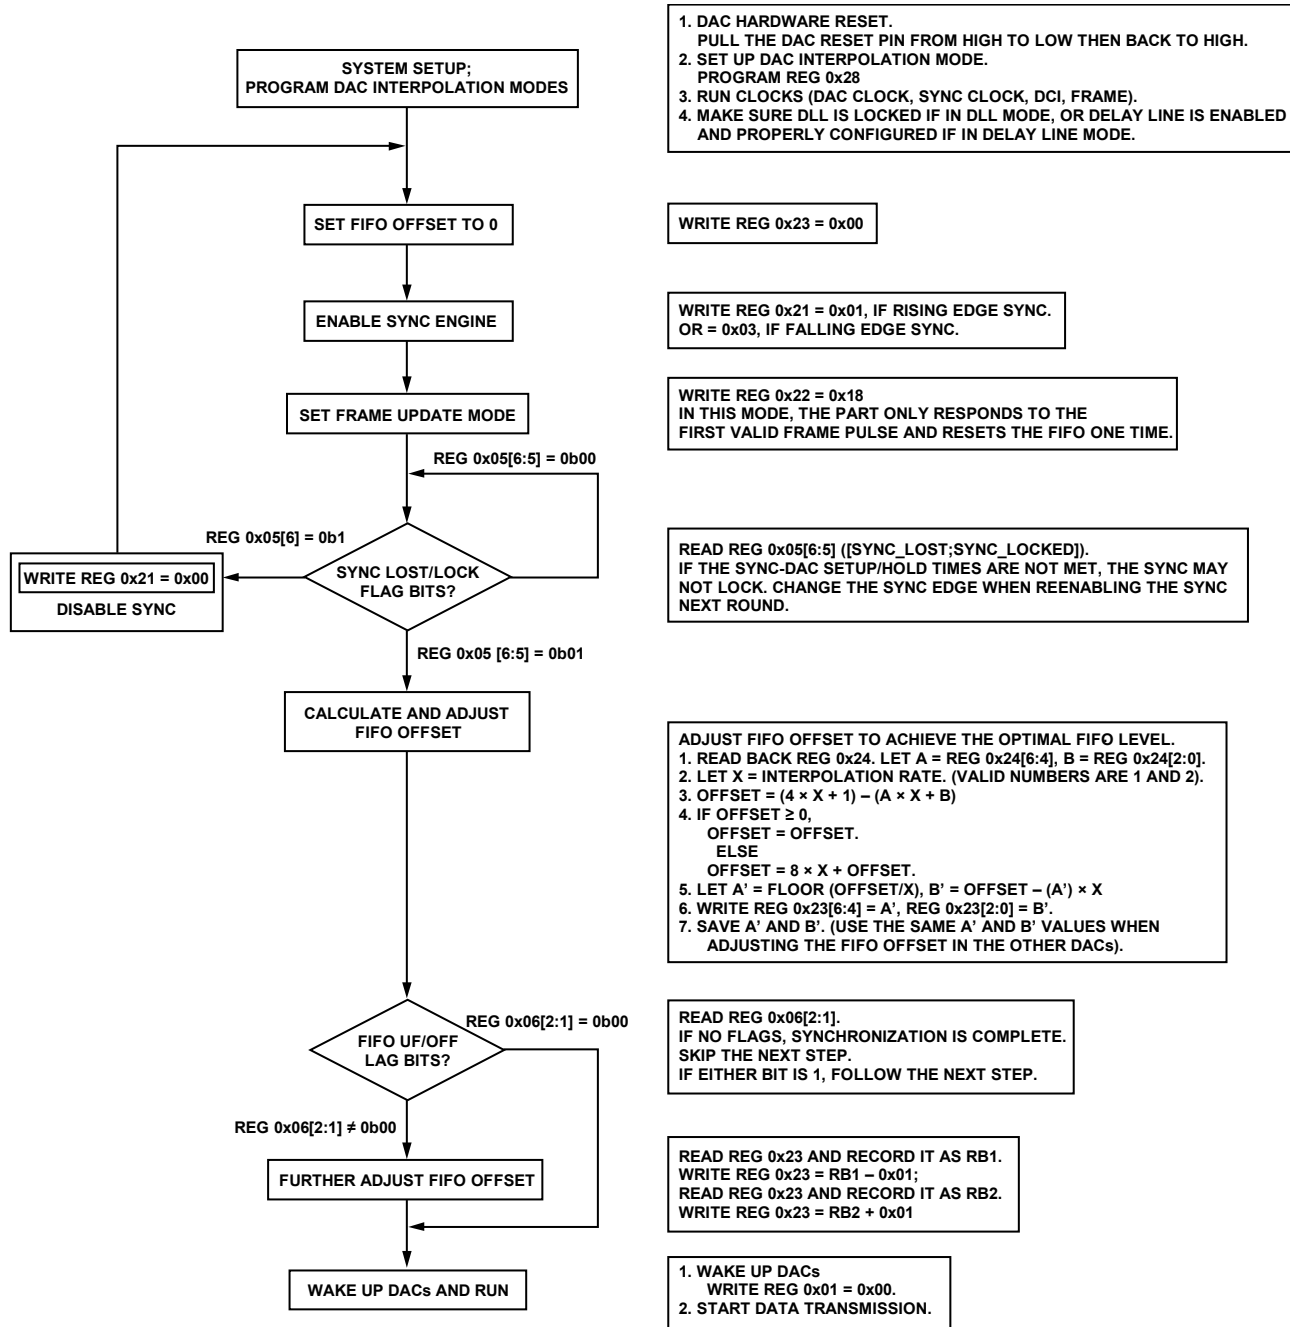 SYSTEM SETUP;
PROGRAM DAC INTERPOLATION MODES
1. DAC HARDWARE RESET.
PULL THE DAC RESET PIN FROM HIGH TO LOW THEN BACK TO HIGH.
2. SET UP DAC INTERPOLATION MODE.
PROGRAM REG 0x28
3. RUN CLOCKS (DAC CLOCK, SYNC CLOCK, DCI, FRAME).
4. MAKE SURE DLL IS LOCKED IF IN DLL MODE, OR DELAY LINE IS ENABLED
AND PROPERLY CONFIGURED IF IN DELAY LINE MODE.
SET FIFO OFFSET TO 0
WRITE REG 0x23 = 0x00
ENABLE SYNC ENGINE
WRITE REG 0x21 = 0x01, IF RISING EDGE SYNC.
OR = 0x03, IF FALLING EDGE SYNC.
SET FRAME UPDATE MODE
WRITE REG 0x22 = 0x18
IN THIS MODE, THE PART ONLY RESPONDS TO THE
FIRST VALID FRAME PULSE AND RESETS THE FIFO ONE TIME.
REG 0x05[6:5] = 0b00
REG 0x05[6] = 0b1
WRITE REG 0x21 = 0x00
DISABLE SYNC
SYNC LOST/LOCK
FLAG BITS?
READ REG 0x05[6:5] ([SYNC_LOST;SYNC_LOCKED]).
IF THE SYNC-DAC SETUP/HOLD TIMES ARE NOT MET, THE SYNC MAY
NOT LOCK. CHANGE THE SYNC EDGE WHEN REENABLING THE SYNC
NEXT ROUND.
REG 0x05 [6:5] = 0b01
CALCULATE AND ADJUST
FIFO OFFSET
ADJUST FIFO OFFSET TO ACHIEVE THE OPTIMAL FIFO LEVEL.
1. READ BACK REG 0x24. LET A = REG 0x24[6:4], B = REG 0x24[2:0].
2. LET X = INTERPOLATION RATE. (VALID NUMBERS ARE 1 AND 2).
3. OFFSET = (4 × X + 1) – (A × X + B)
4. IF OFFSET ≥ 0,
OFFSET = OFFSET.
ELSE
OFFSET = 8 × X + OFFSET.
5. LET A’ = FLOOR (OFFSET/X), B’ = OFFSET – (A’) × X
6. WRITE REG 0x23[6:4] = A’, REG 0x23[2:0] = B’.
7. SAVE A’ AND B’. (USE THE SAME A’ AND B’ VALUES WHEN
ADJUSTING THE FIFO OFFSET IN THE OTHER DACs).
REG 0x06[2:1] = 0b00
FIFO UF/OFF
LAG BITS?
READ REG 0x06[2:1].
IF NO FLAGS, SYNCHRONIZATION IS COMPLETE.
SKIP THE NEXT STEP.
IF EITHER BIT IS 1, FOLLOW THE NEXT STEP.
REG 0x06[2:1] ≠ 0b00
FURTHER ADJUST FIFO OFFSET
READ REG 0x23 AND RECORD IT AS RB1.
WRITE REG 0x23 = RB1 – 0x01;
READ REG 0x23 AND RECORD IT AS RB2.
WRITE REG 0x23 = RB2 + 0x01
WAKE UP DACs AND RUN
1. WAKE UP DACs
WRITE REG 0x01 = 0x00.
2. START DATA TRANSMISSION.